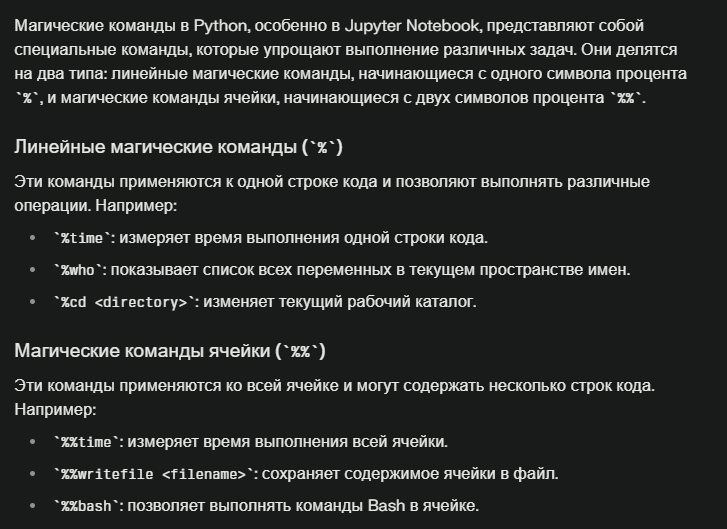 Магические команды в Python, особенно в Jupyter Notebook, представляют собой
специальные команды, которые упрощают выполнение различных задач. Они делятся
на два типа: линейные магические команды, начинающиеся с одного символа процента
`%`, и магические команды ячейки, начинающиеся с двух символов процента `%%`.
Линейные магические команды (`%`)
Эти команды применяются к одной строке кода и позволяют выполнять различные
операции. Например:
• `%time`: измеряет время выполнения одной строки кода.
• `%who`: показывает список всех переменных в текущем пространстве имен.
• `%cd <directory>`: изменяет текущий рабочий каталог.
Магические команды ячейки (`%%`)
Эти команды применяются ко всей ячейке и могут содержать несколько строк кода.
Например:
• `%%time`: измеряет время выполнения всей ячейки.
• `%%writefile <filename>`: сохраняет содержимое ячейки в файл.
• `%%bash`: позволяет выполнять команды Bash в ячейке.